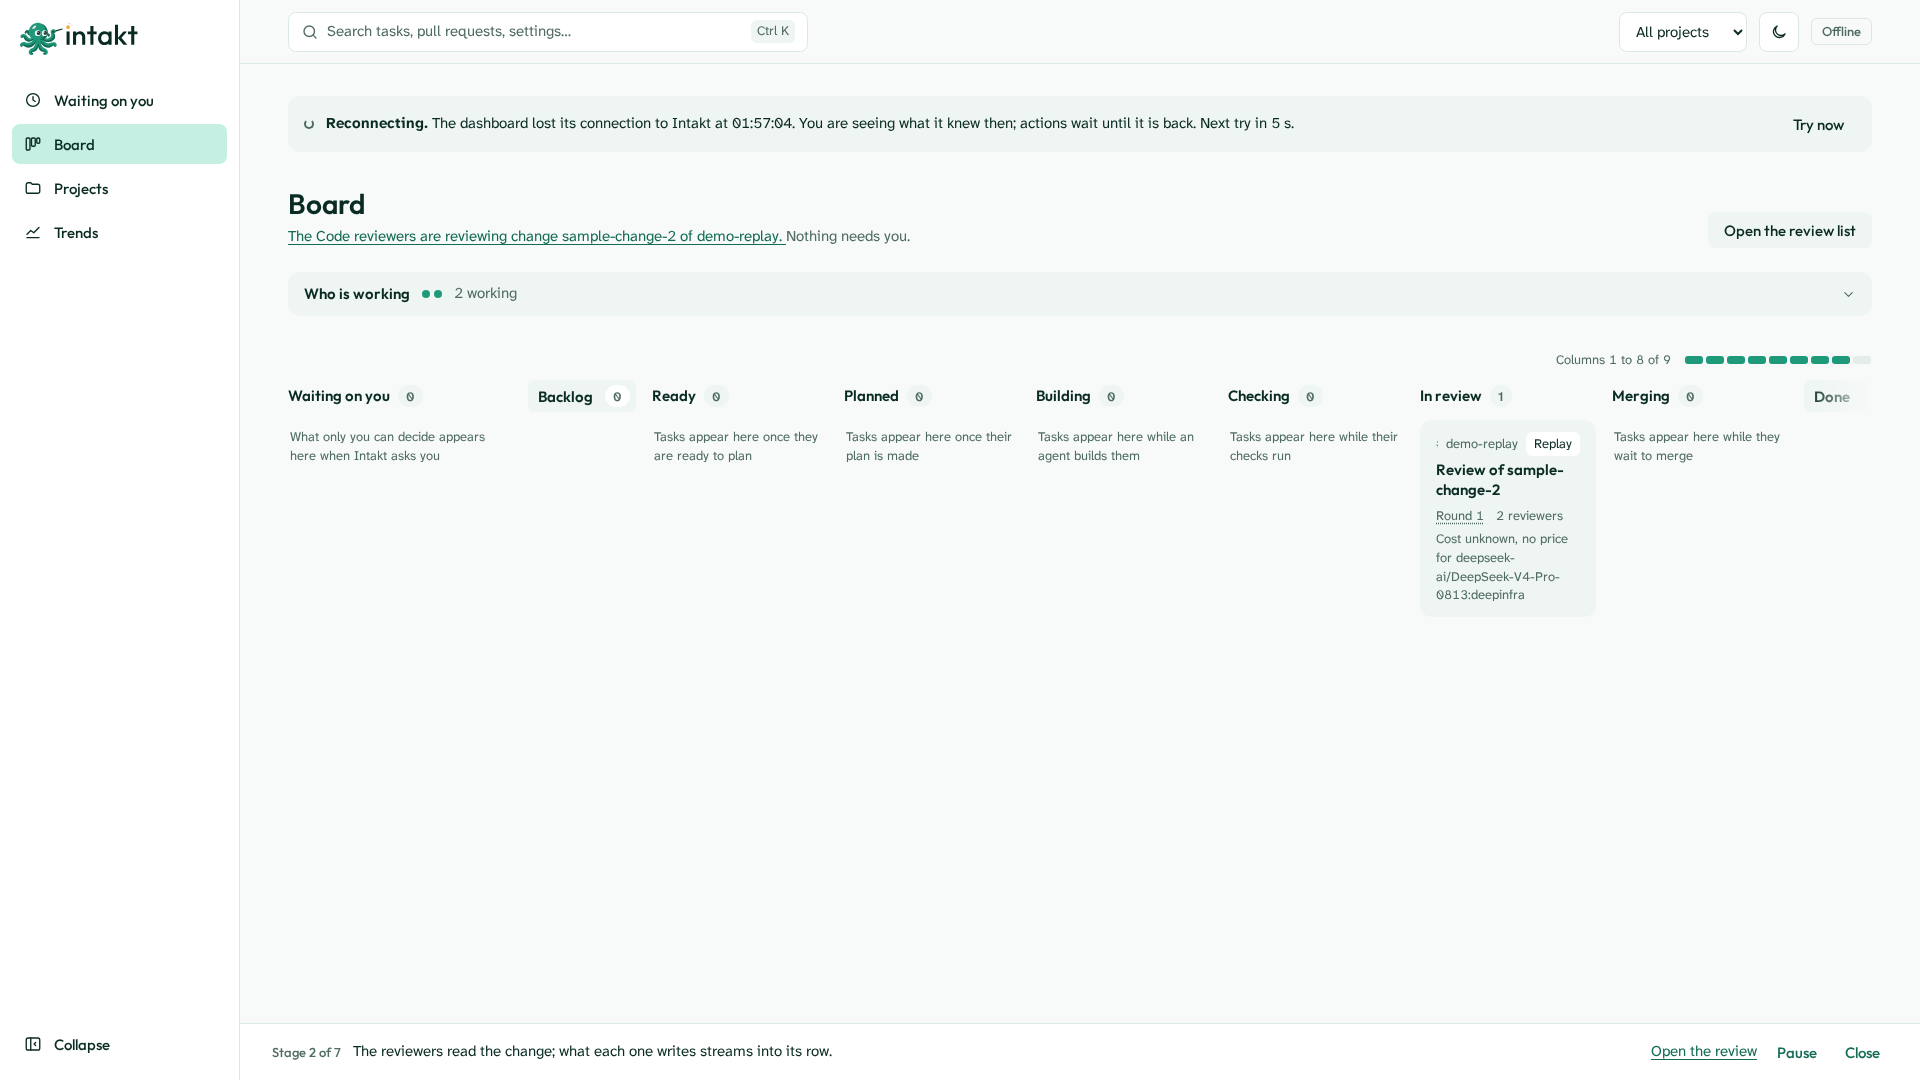 intakt
Search tasks, pull requests, settings...
Ctrl K
All projects
Offline
Waiting on you
Board
Projects
Trends
Reconnecting. The dashboard lost its connection to Intakt at 01:57:04. You are seeing what it knew then; actions wait until it is back. Next try in 5 s.
Try now
Board
The Code reviewers are reviewing change sample-change-2 of demo-replay. Nothing needs you.
Open the review list
Who is working
2 working
Columns 1 to 8 of 9
Waiting on you 0
What only you can decide appears
here when Intakt asks you
Backlog 0
Ready 0
Tasks appear here once they
are ready to plan
Planned 0
Tasks appear here once their
plan is made
Building 0
Tasks appear here while an
agent builds them
Checking 0
Tasks appear here while their
checks run
In review 1
demo-replay Replay
Review of sample-
change-2
Round 1 2 reviewers
Cost unknown, no price
for deepseek-
ai/DeepSeek-V4-Pro-
0813:deepinfra
Merging 0
Tasks appear here while they
wait to merge
Done
Collapse
Stage 2 of 7 The reviewers read the change; what each one writes streams into its row.
Open the review
Pause
Close